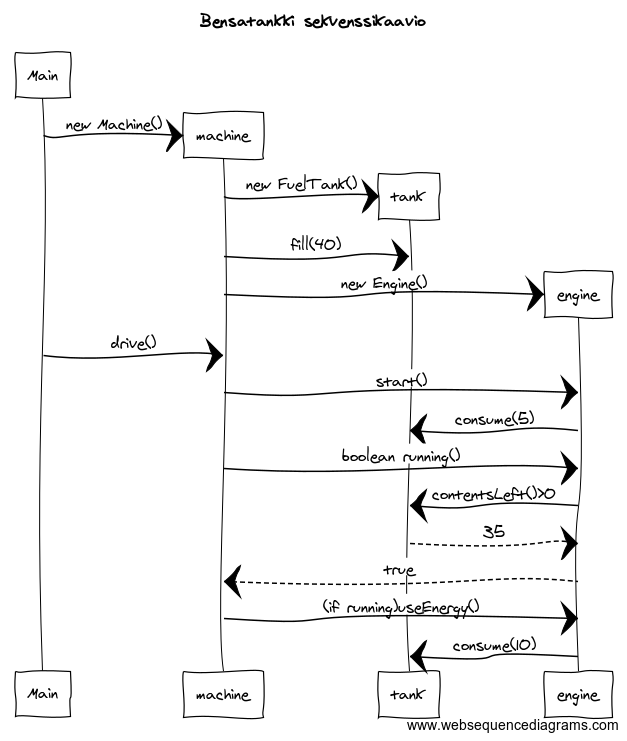 Bensatankki sekvenssikaavio
Main
new Machine()
machine
new FuelTank()
tank
fill(40)
new Engine()
engine
drive()
start()
consume(5)
boolean running()
contentsLeft()>0
35
true
(if running)useEnergy()
consume(10)
Main
machine
tank
engine
www.websequencediagrams.com